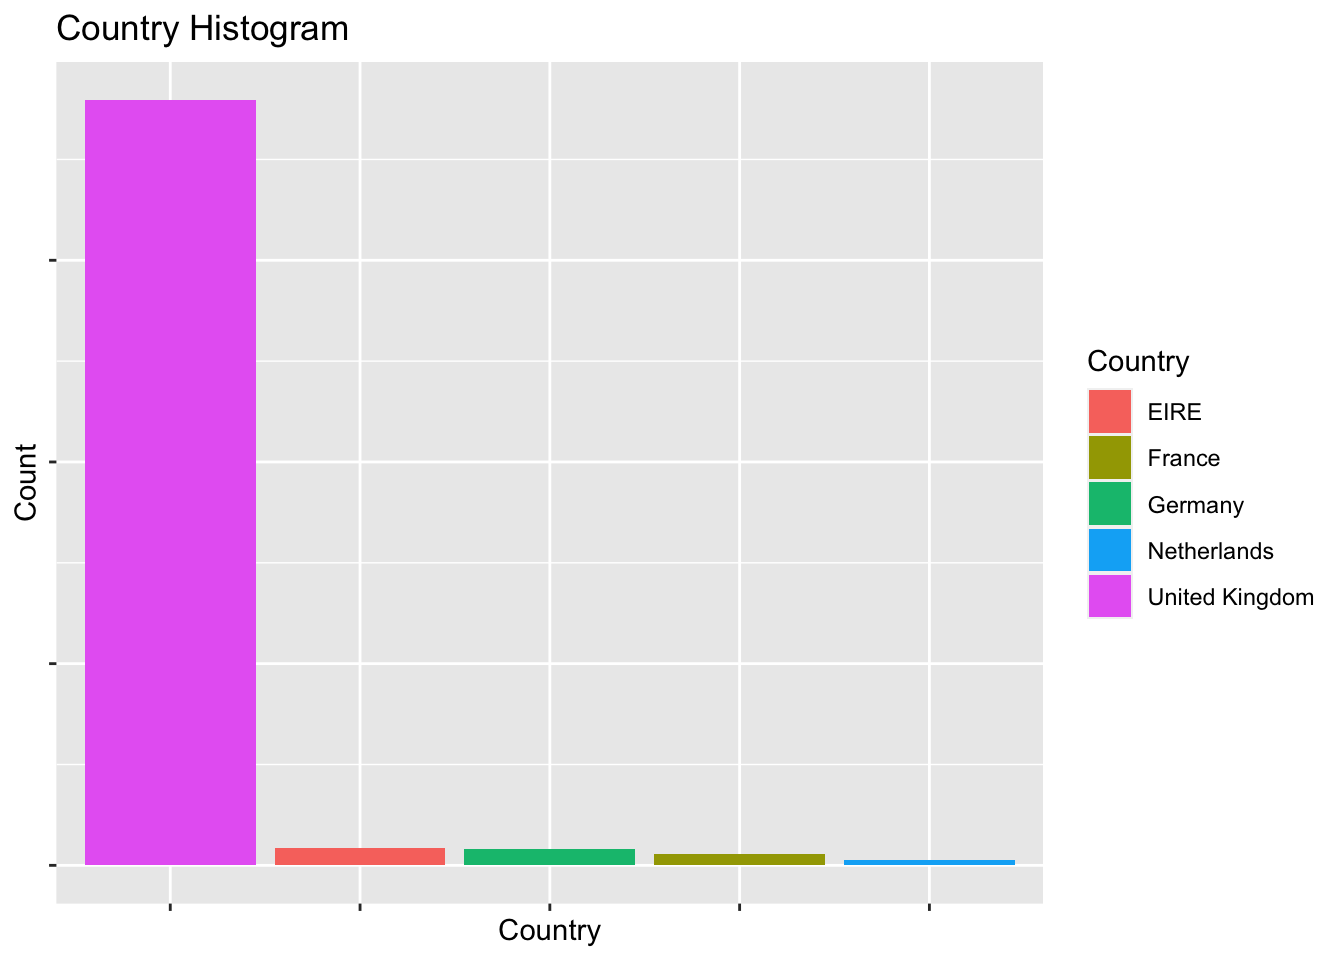 Country Histogram
Count
Country
Country
EIRE
France
Germany
Netherlands
United Kingdom